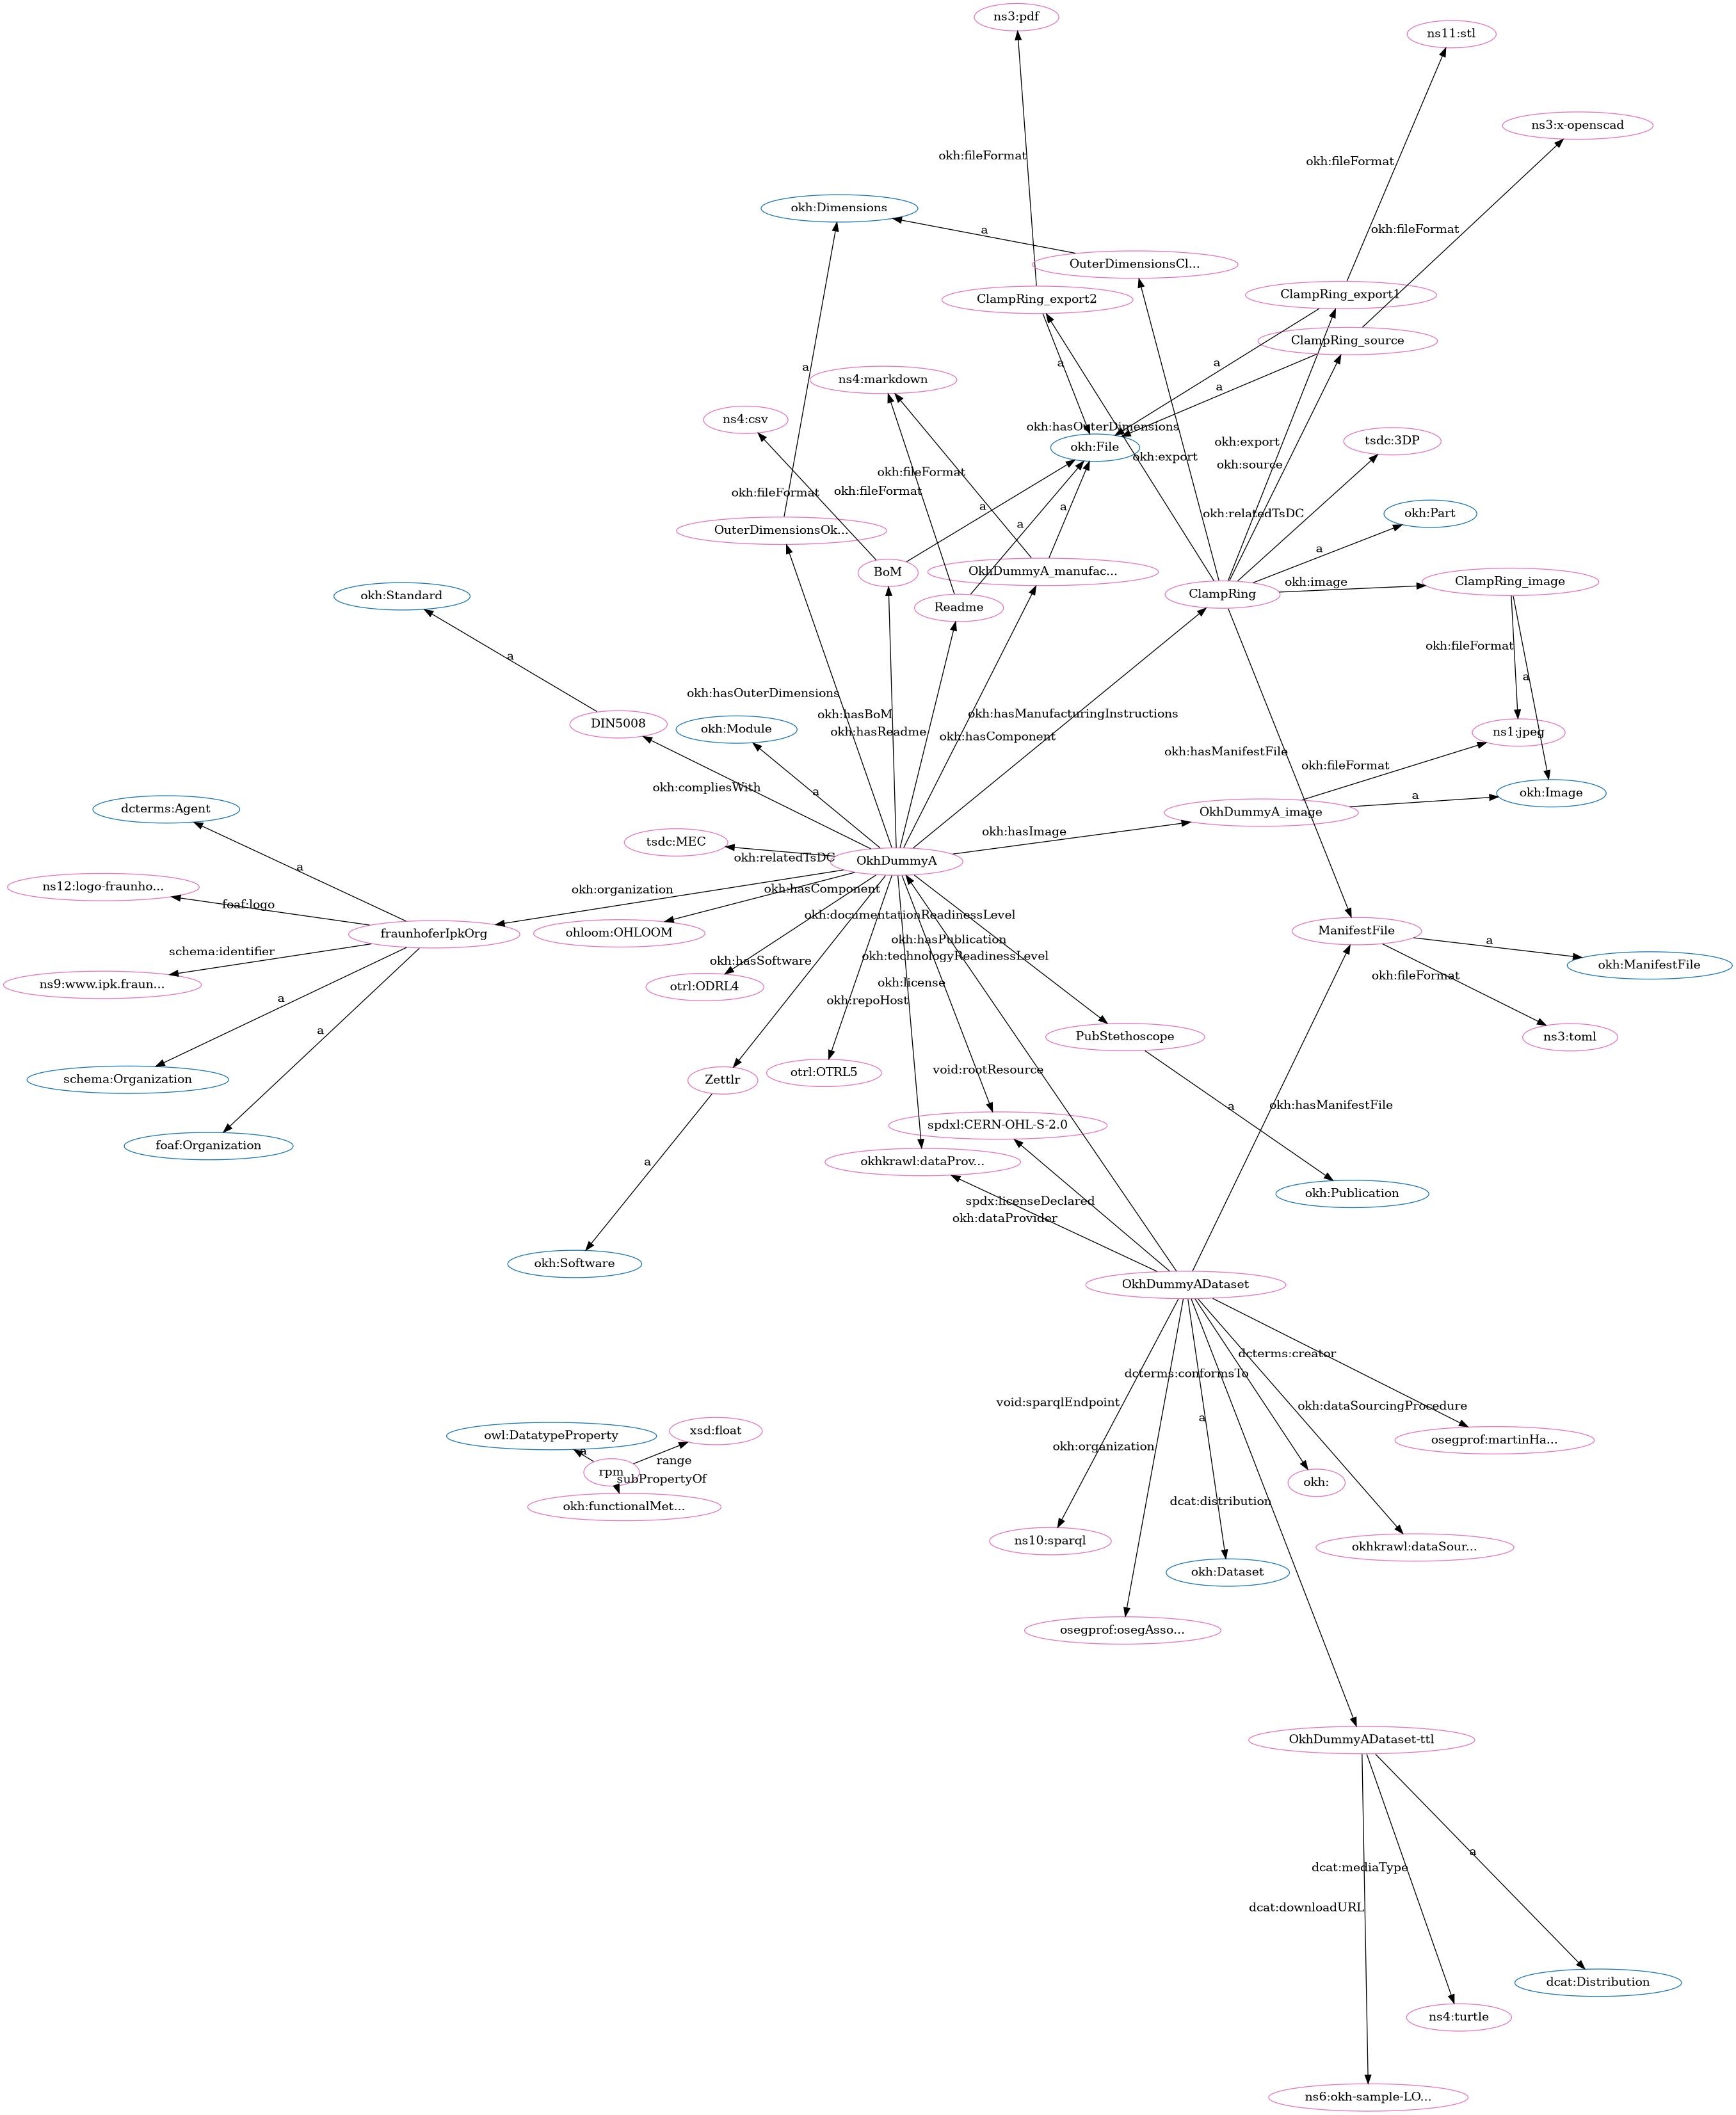 ns3:pdf
ns11:stl
ns3:x-openscad
okh:fileFormat
okh:fileFormat
okh:Dimensions
okh:fileFormat
a
OuterDimensionsCl...
ClampRing_export2
ClampRing_export1
ClampRing_source
a
a
a
a
ns4:markdown
ns4:csv
okh:hasOuterDimensions
okh:File
okh:export
okh:export
okh:source
tsdc:3DP
okh:fileFormat
okh:fileFormat
okh:fileFormat
a
a
a
okh:relatedTsDC
okh:Part
OuterDimensionsOk...
a
BoM
OkhDummyA_manufac...
okh:image
ClampRing_image
okh:Standard
Readme
ClampRing
a
okh:fileFormat
a
okh:hasOuterDimensions
okh:hasBoM
okh:hasManufacturingInstructions
DIN5008
okh:Module
okh:hasReadme
okh:hasComponent
okh:hasManifestFile
ns1:jpeg
okh:fileFormat
okh:compliesWith
a
a
okh:Image
dcterms:Agent
OkhDummyA_image
okh:hasImage
tsdc:MEC
okh:relatedTsDC
OkhDummyA
a
ns12:logo-fraunho...
okh:organization
okh:hasComponent
foaf:logo
okh:documentationReadinessLevel
fraunhoferIpkOrg
ohloom:OHLOOM
okh:hasPublication
ManifestFile
a
schema:identifier
okh:hasSoftware
okh:technologyReadinessLevel
okh:ManifestFile
okh:fileFormat
ns9:www.ipk.fraun...
otrl:ODRL4
okh:license
a
okh:repoHost
a
PubStethoscope
ns3:toml
schema:Organization
Zettlr
otrl:OTRL5
void:rootResource
a
okh:hasManifestFile
spdxl:CERN-OHL-S-2.0
foaf:Organization
a
okhkrawl:dataProv...
okh:Publication
spdx:licenseDeclared
okh:dataProvider
okh:Software
OkhDummyADataset
dcterms:creator
dcterms:conformsTo
void:sparqlEndpoint
a
okh:dataSourcingProcedure
owl:DatatypeProperty
xsd:float
okh:organization
osegprof:martinHa...
a
range
rpm
subPropertyOf
okh:
okh:functionalMet...
dcat:distribution
ns10:sparql
okhkrawl:dataSour...
okh:Dataset
osegprof:osegAsso...
OkhDummyADataset-ttl
a
dcat:mediaType
dcat:downloadURL
dcat:Distribution
ns4:turtle
ns6:okh-sample-LO...